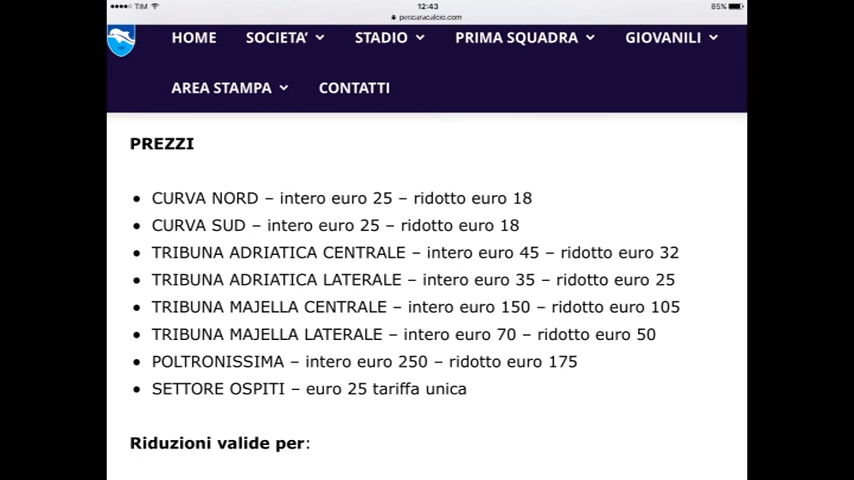 TIM
12:43
85%
pescaracalcio.com
HOME SOCIETA' STADIO PRIMA SQUADRA GIOVANILI
AREA STAMPA CONTATTI
PREZZI
• CURVA NORD – intero euro 25 – ridotto euro 18
• CURVA SUD – intero euro 25 – ridotto euro 18
• TRIBUNA ADRIATICA CENTRALE – intero euro 45 – ridotto euro 32
• TRIBUNA ADRIATICA LATERALE – intero euro 35 – ridotto euro 25
• TRIBUNA MAJELLA CENTRALE – intero euro 150 – ridotto euro 105
• TRIBUNA MAJELLA LATERALE – intero euro 70 – ridotto euro 50
• POLTRONISSIMA – intero euro 250 – ridotto euro 175
• SETTORE OSPITI – euro 25 tariffa unica
Riduzioni valide per: